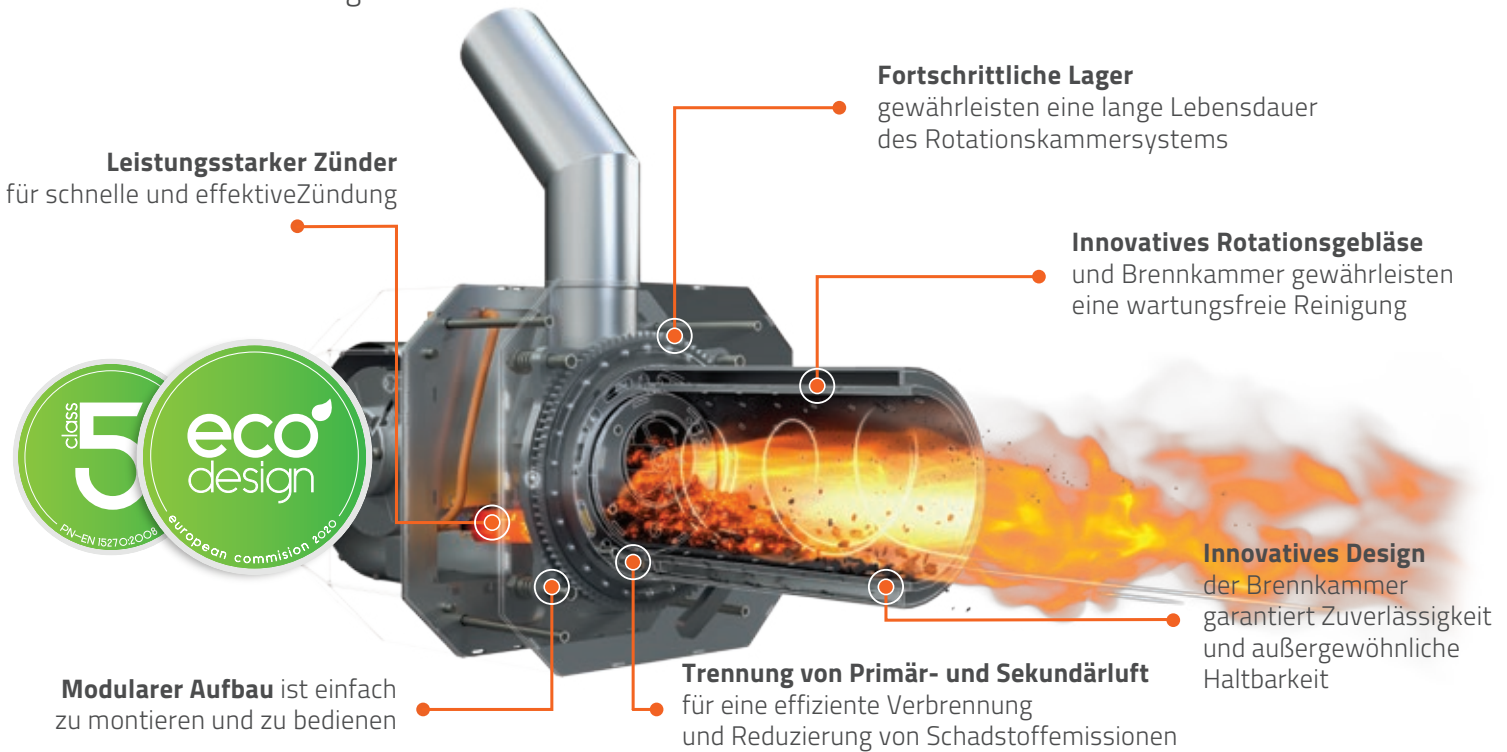 Fortschrittliche Lager
gewährleisten eine lange Lebensdauer
des Rotationskammersystems
Leistungsstarker Zünder
für schnelle und effektiveZündung
Innovatives Rotationsgebläse
und Brennkammer gewährleisten
eine wartungsfreie Reinigung
class
5
PN-EN 15270:2008
eco
design
european commision 2020
Innovatives Design
der Brennkammer
garantiert Zuverlässigkeit
und außergewöhnliche
Haltbarkeit
Modularer Aufbau ist einfach
zu montieren und zu bedienen
Trennung von Primär- und Sekundärluft
für eine effiziente Verbrennung
und Reduzierung von Schadstoffemissionen